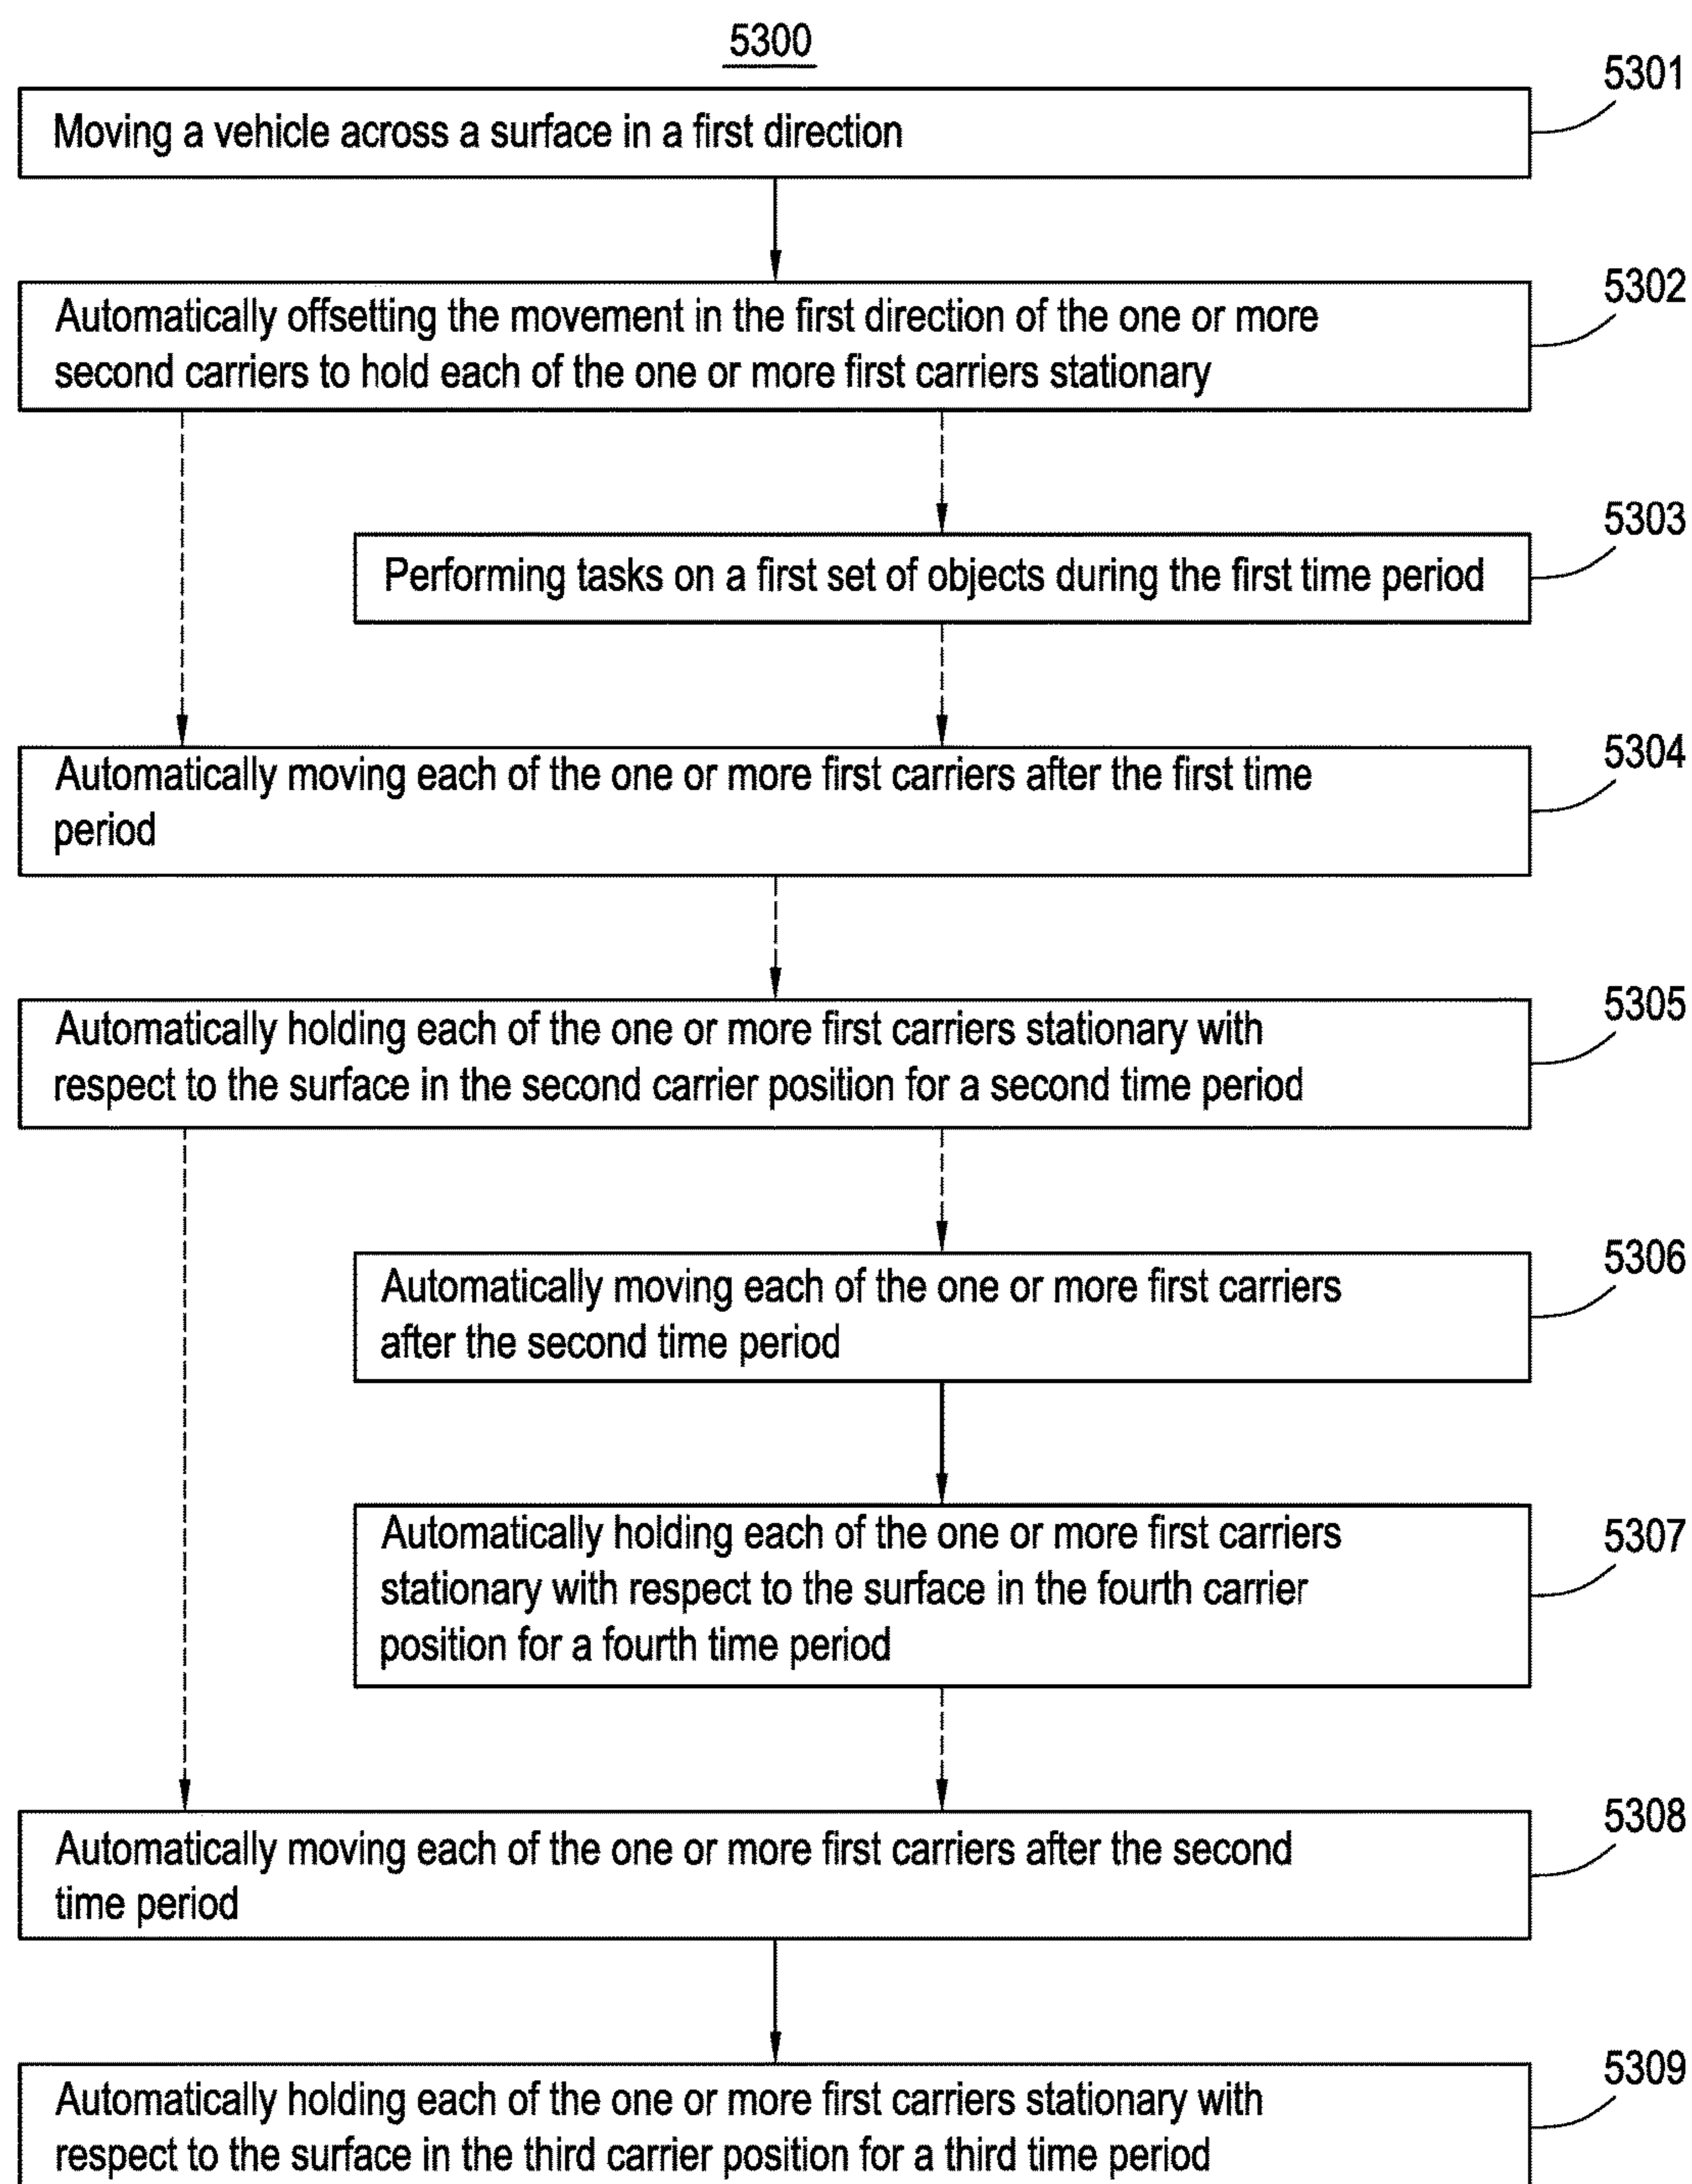 5300
5301
Moving a vehicle across a surface in a first direction
5302
Automatically offsetting the movement in the first direction of the one or more
second carriers to hold each of the one or more first carriers stationary
5303
Performing tasks on a first set of objects during the first time period
5304
Automatically moving each of the one or more first carriers after the first time
period
5305
Automatically holding each of the one or more first carriers stationary with
respect to the surface in the second carrier position for a second time period
5306
Automatically moving each of the one or more first carriers
after the second time period
5307
Automatically holding each of the one or more first carriers
stationary with respect to the surface in the fourth carrier
position for a fourth time period
5308
Automatically moving each of the one or more first carriers after the second
time period
5309
Automatically holding each of the one or more first carriers stationary with
respect to the surface in the third carrier position for a third time period